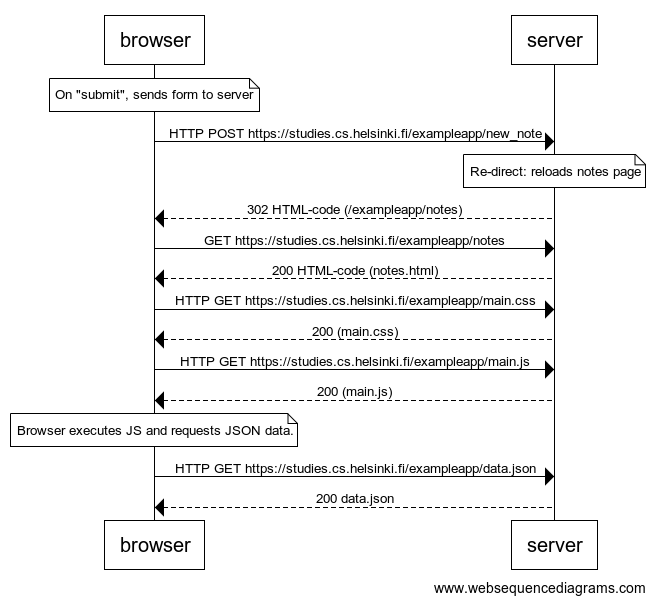 browser server
On "submit", sends form to server
HTTP POST https://studies.cs.helsinki.fi/exampleapp/new_note
Re-direct: reloads notes page
302 HTML-code (/exampleapp/notes)
GET https://studies.cs.helsinki.fi/exampleapp/notes
200 HTML-code (notes.html)
HTTP GET https://studies.cs.helsinki.fi/exampleapp/main.css
200 (main.css)
HTTP GET https://studies.cs.helsinki.fi/exampleapp/main.js
200 (main.js)
Browser executes JS and requests JSON data.
HTTP GET https://studies.cs.helsinki.fi/exampleapp/data.json
200 data.json
browser server
www.websequencediagrams.com